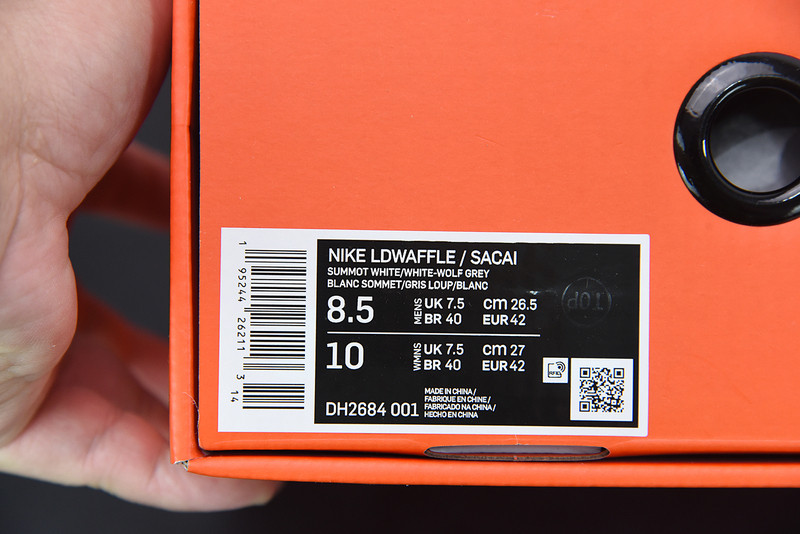 NIKE LDWAFFLE / SACAI
SUMMOT WHITE/WHITE-WOLF GREY
BLANC SOMMET/GRIS LOUP/BLANC
8.5 MENS UK 7.5 CM 26.5
BR 40 EUR 42
10 WMNS UK 7.5 CM 27
BR 40 EUR 42
RFID
DH2684 001
MADE IN CHINA /
FABRIQUE EN CHINE /
FABRICADO NA CHINA /
HECHO EN CHINA
1 95244 26211 3 14
TOP